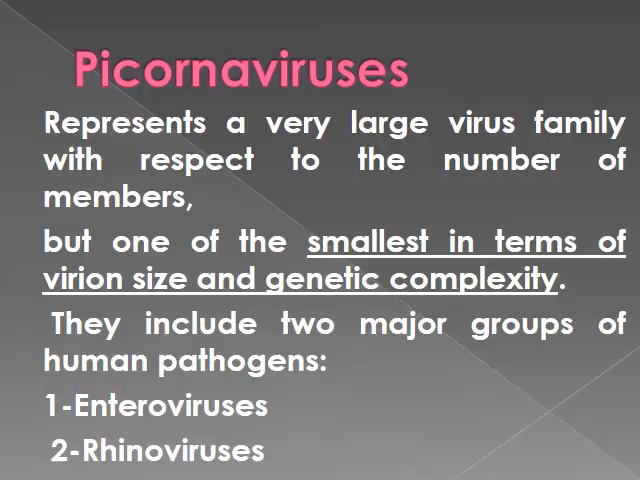 Picornaviruses
Represents a very large virus family
with respect to the number of
members,
but one of the smallest in terms of
virion size and genetic complexity.
They include two major groups of
human pathogens:
1-Enteroviruses
2-Rhinoviruses